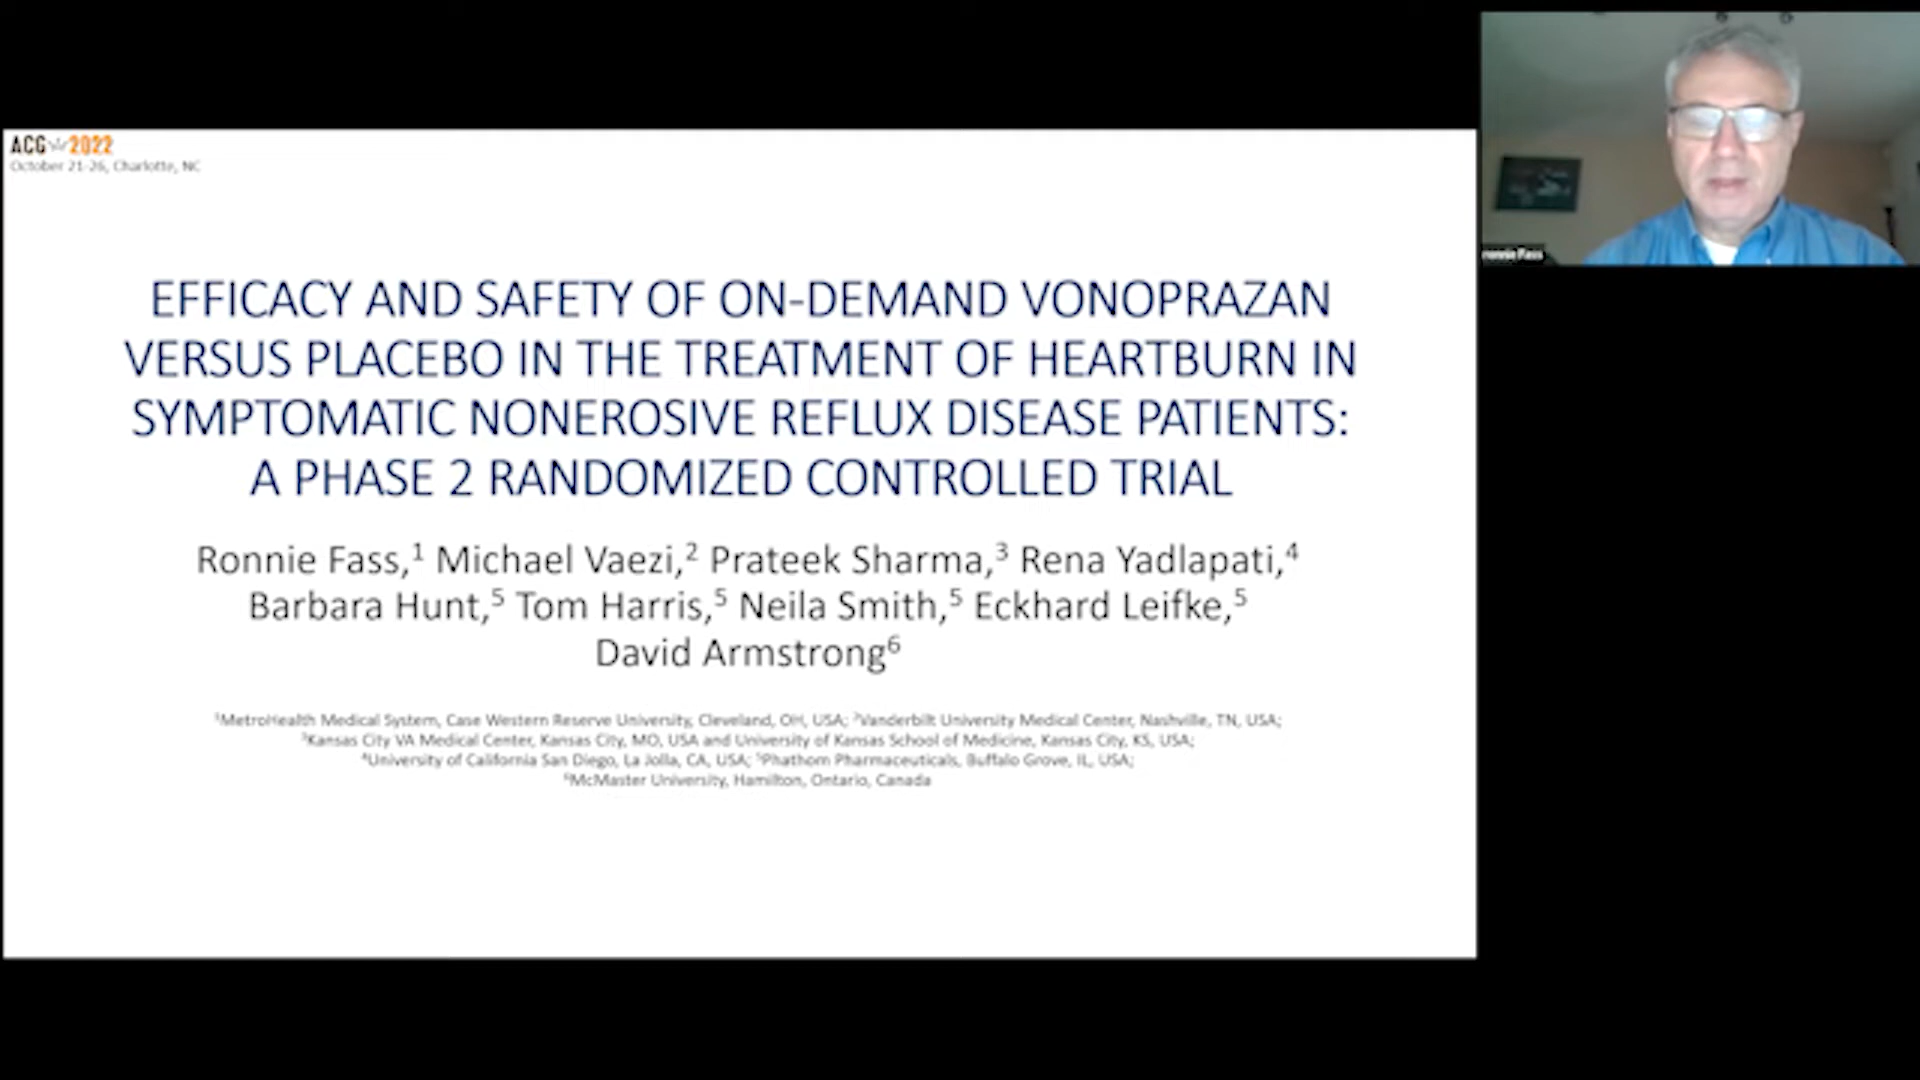 ACG 2022
October 21-26, Charlotte, NC
EFFICACY AND SAFETY OF ON-DEMAND VONOPRAZAN
VERSUS PLACEBO IN THE TREATMENT OF HEARTBURN IN
SYMPTOMATIC NONEROSIVE REFLUX DISEASE PATIENTS:
A PHASE 2 RANDOMIZED CONTROLLED TRIAL
Ronnie Fass,¹ Michael Vaezi,² Prateek Sharma,³ Rena Yadlapati,⁴
Barbara Hunt,⁵ Tom Harris,⁵ Neila Smith,⁵ Eckhard Leifke,⁵
David Armstrong⁶
¹MetroHealth Medical System, Case Western Reserve University, Cleveland, OH, USA; ²Vanderbilt University Medical Center, Nashville, TN, USA;
³Kansas City VA Medical Center, Kansas City, MO, USA and University of Kansas School of Medicine, Kansas City, KS, USA;
⁴University of California San Diego, La Jolla, CA, USA; ⁵Phathom Pharmaceuticals, Buffalo Grove, IL, USA;
⁶McMaster University, Hamilton, Ontario, Canada
ronnie Fass